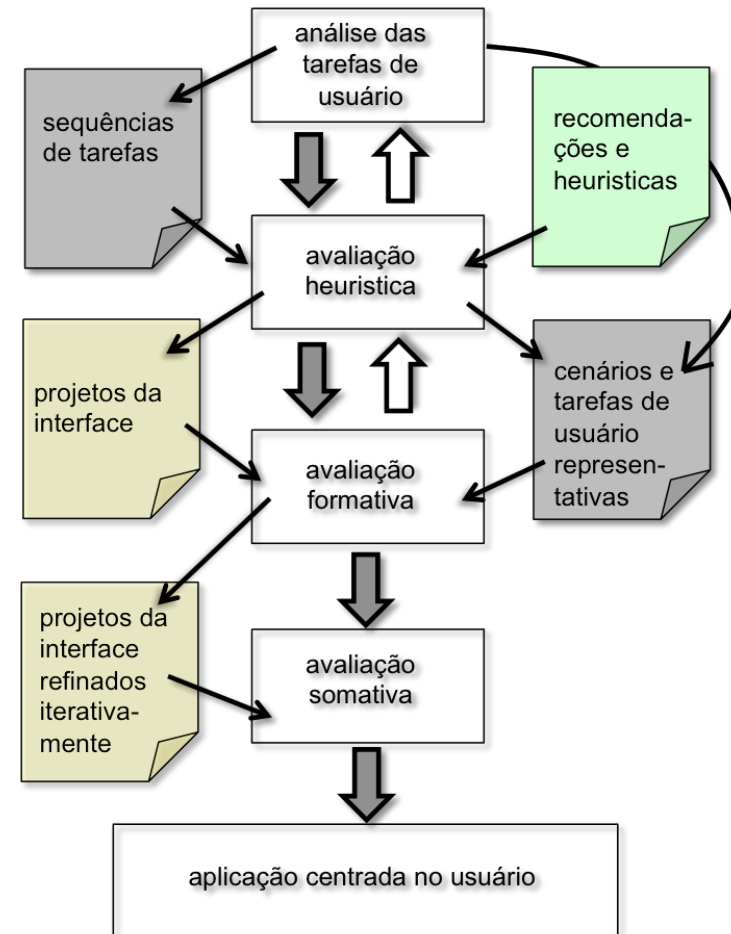 análise das
tarefas de
usuário
sequências
de tarefas
recomenda-
ções e
heuristicas
avaliação
heuristica
projetos da
interface
cenários e
tarefas de
usuário
represen-
tativas
avaliação
formativa
projetos da
interface
refinados
iterativa-
mente
avaliação
somativa
aplicação centrada no usuário